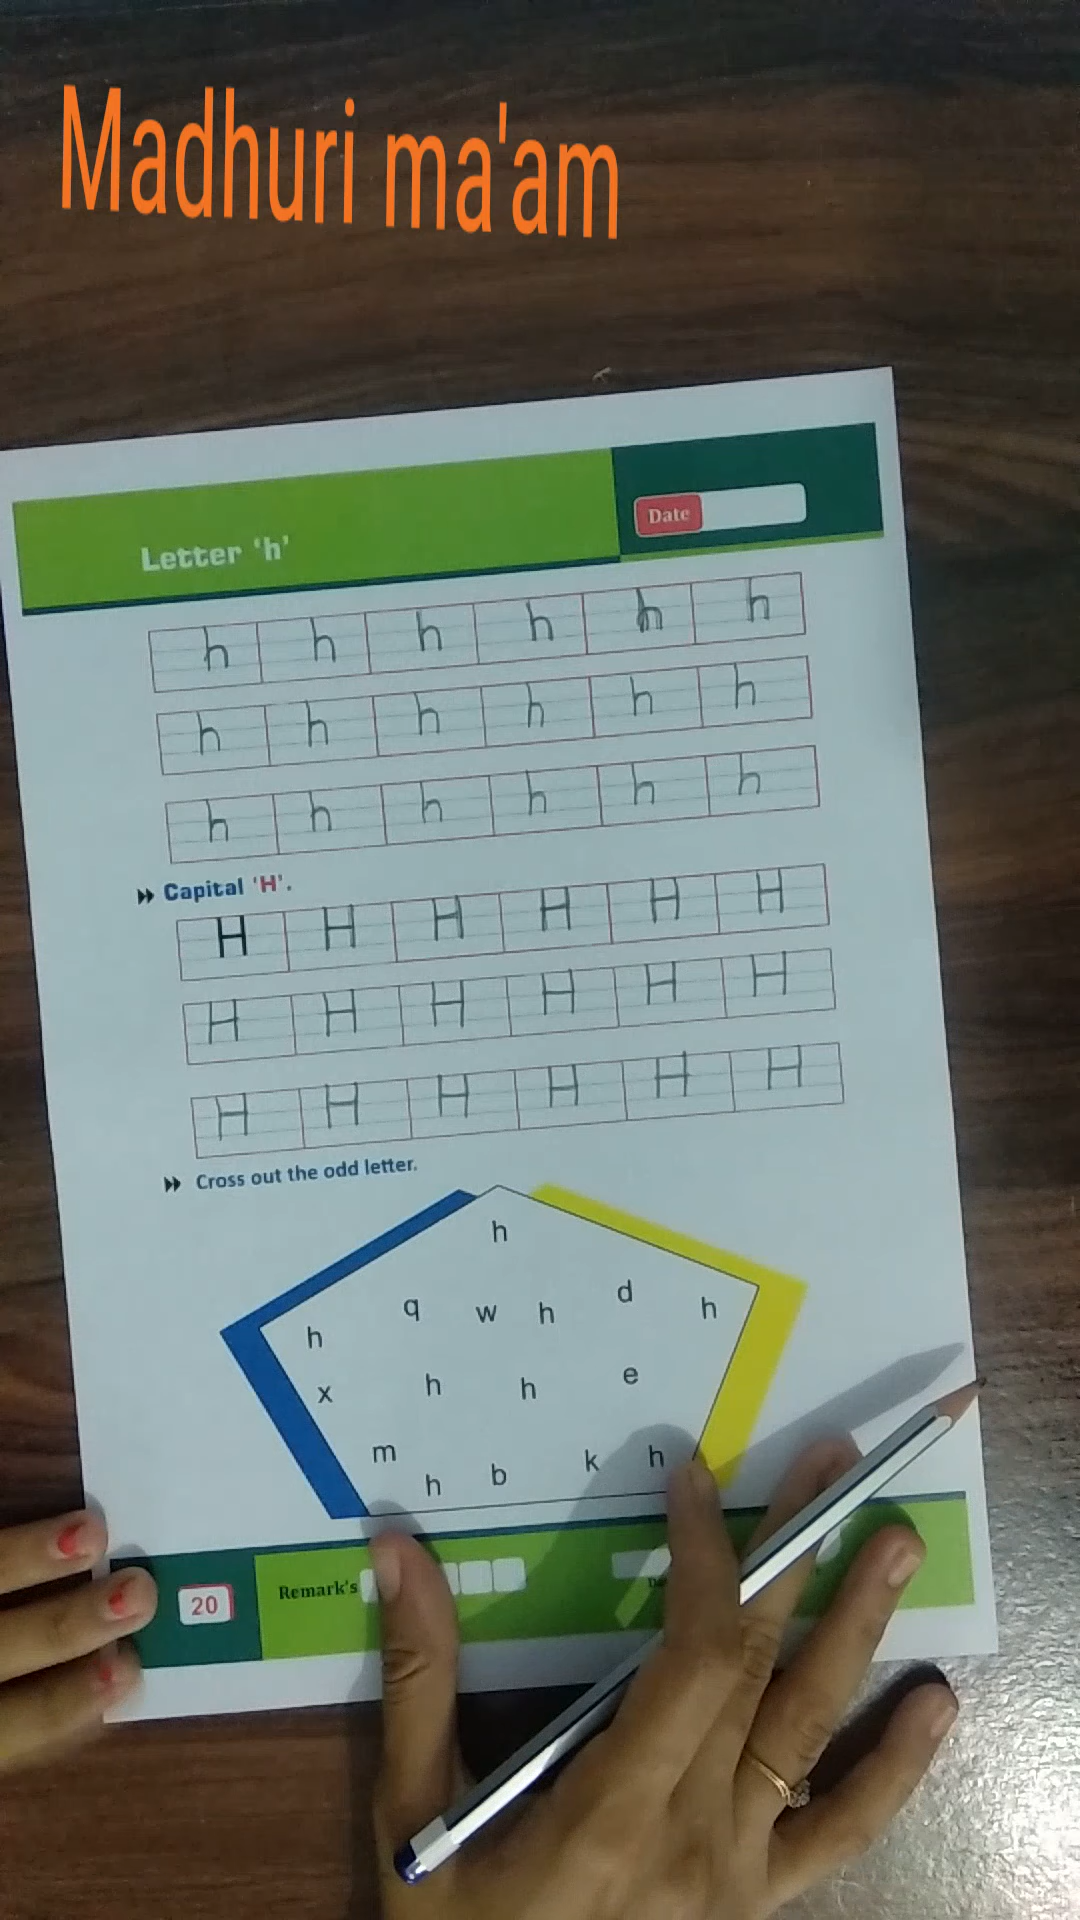 Madhuri ma'am
Letter 'h'
Date
h h h h h h
h h h h h h
h h h h h h
Capital 'H'.
H H H H H H
H H H H H H
H H H H H H
Cross out the odd letter.
h
h q w h d h
x h h e
m h b k h
20 Remark's